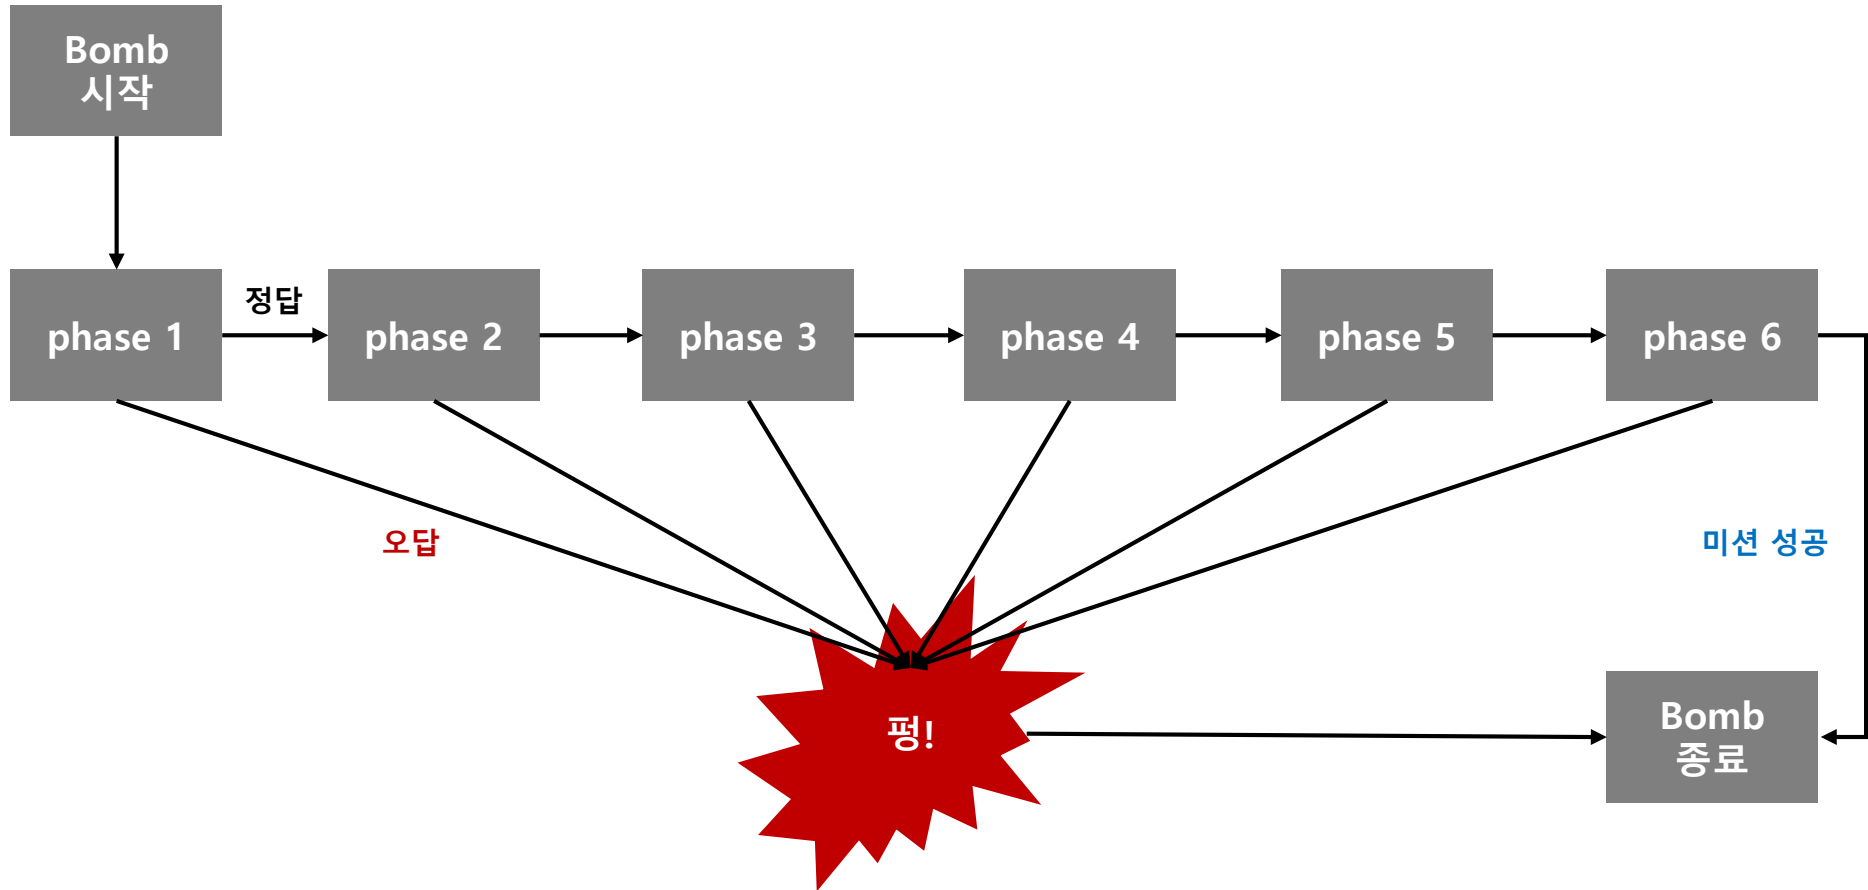 Bomb
시작
정답
phase 1
phase 2
phase 3
phase 4
phase 5
phase 6
오답
미션 성공
펑!
Bomb
종료